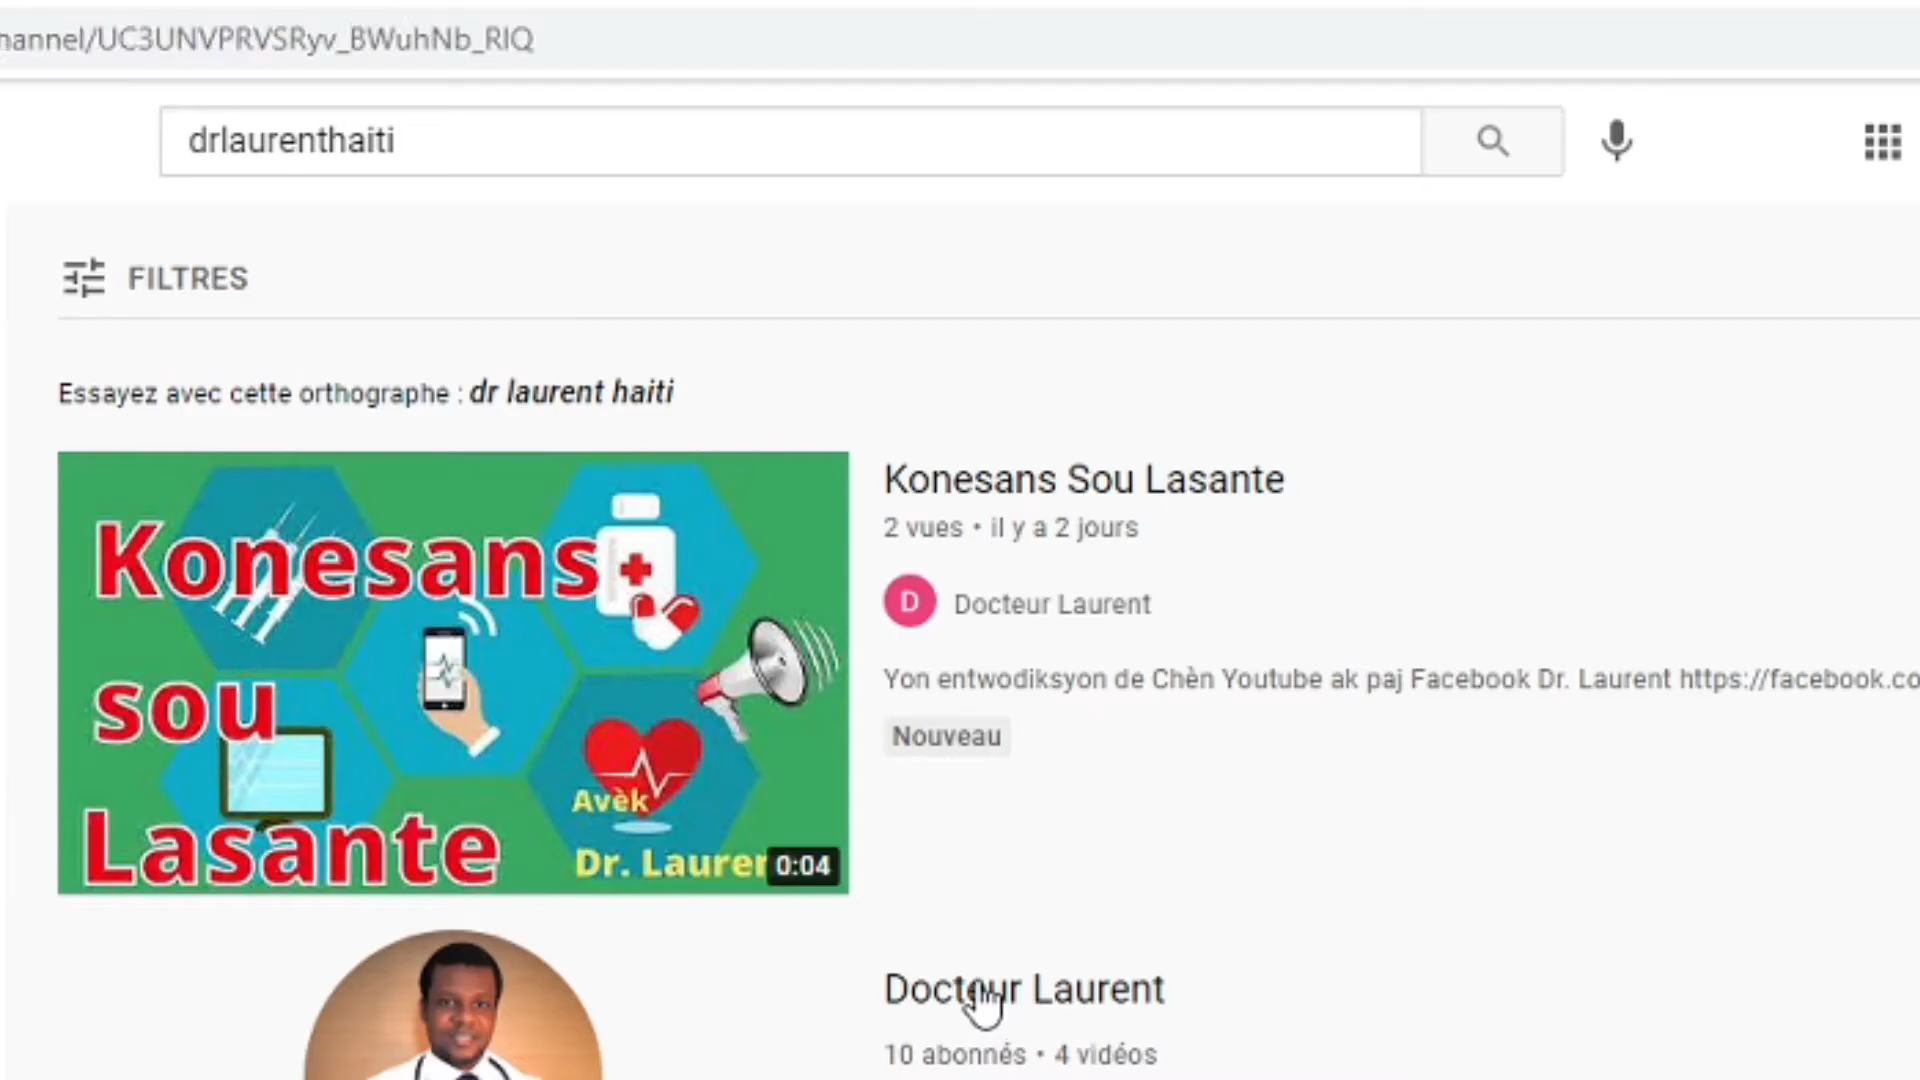 hannel/UC3UNVPRVSRyv_BWuhNb_RIQ
drlaurenthaiti
FILTRES
Essayez avec cette orthographe : dr laurent haiti
Konesans
sou
Lasante
Avèk
Dr. Lauren
0:04
Konesans Sou Lasante
2 vues • il y a 2 jours
D Docteur Laurent
Yon entwodiksyon de Chèn Youtube ak paj Facebook Dr. Laurent https://facebook.co
Nouveau
Docteur Laurent
10 abonnés • 4 vidéos